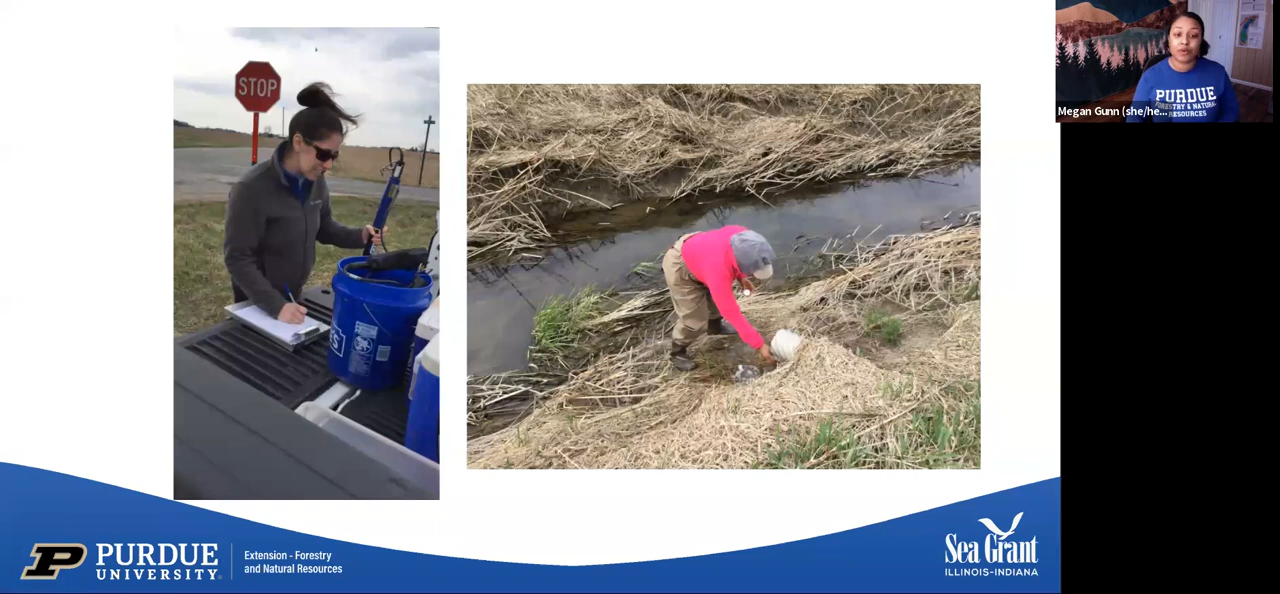 STOP
PURDUE
FORESTRY & NATURAL
RESOURCES
Megan Gunn (she/he...
PURDUE
UNIVERSITY
Extension - Forestry
and Natural Resources
Sea Grant
ILLINOIS-INDIANA